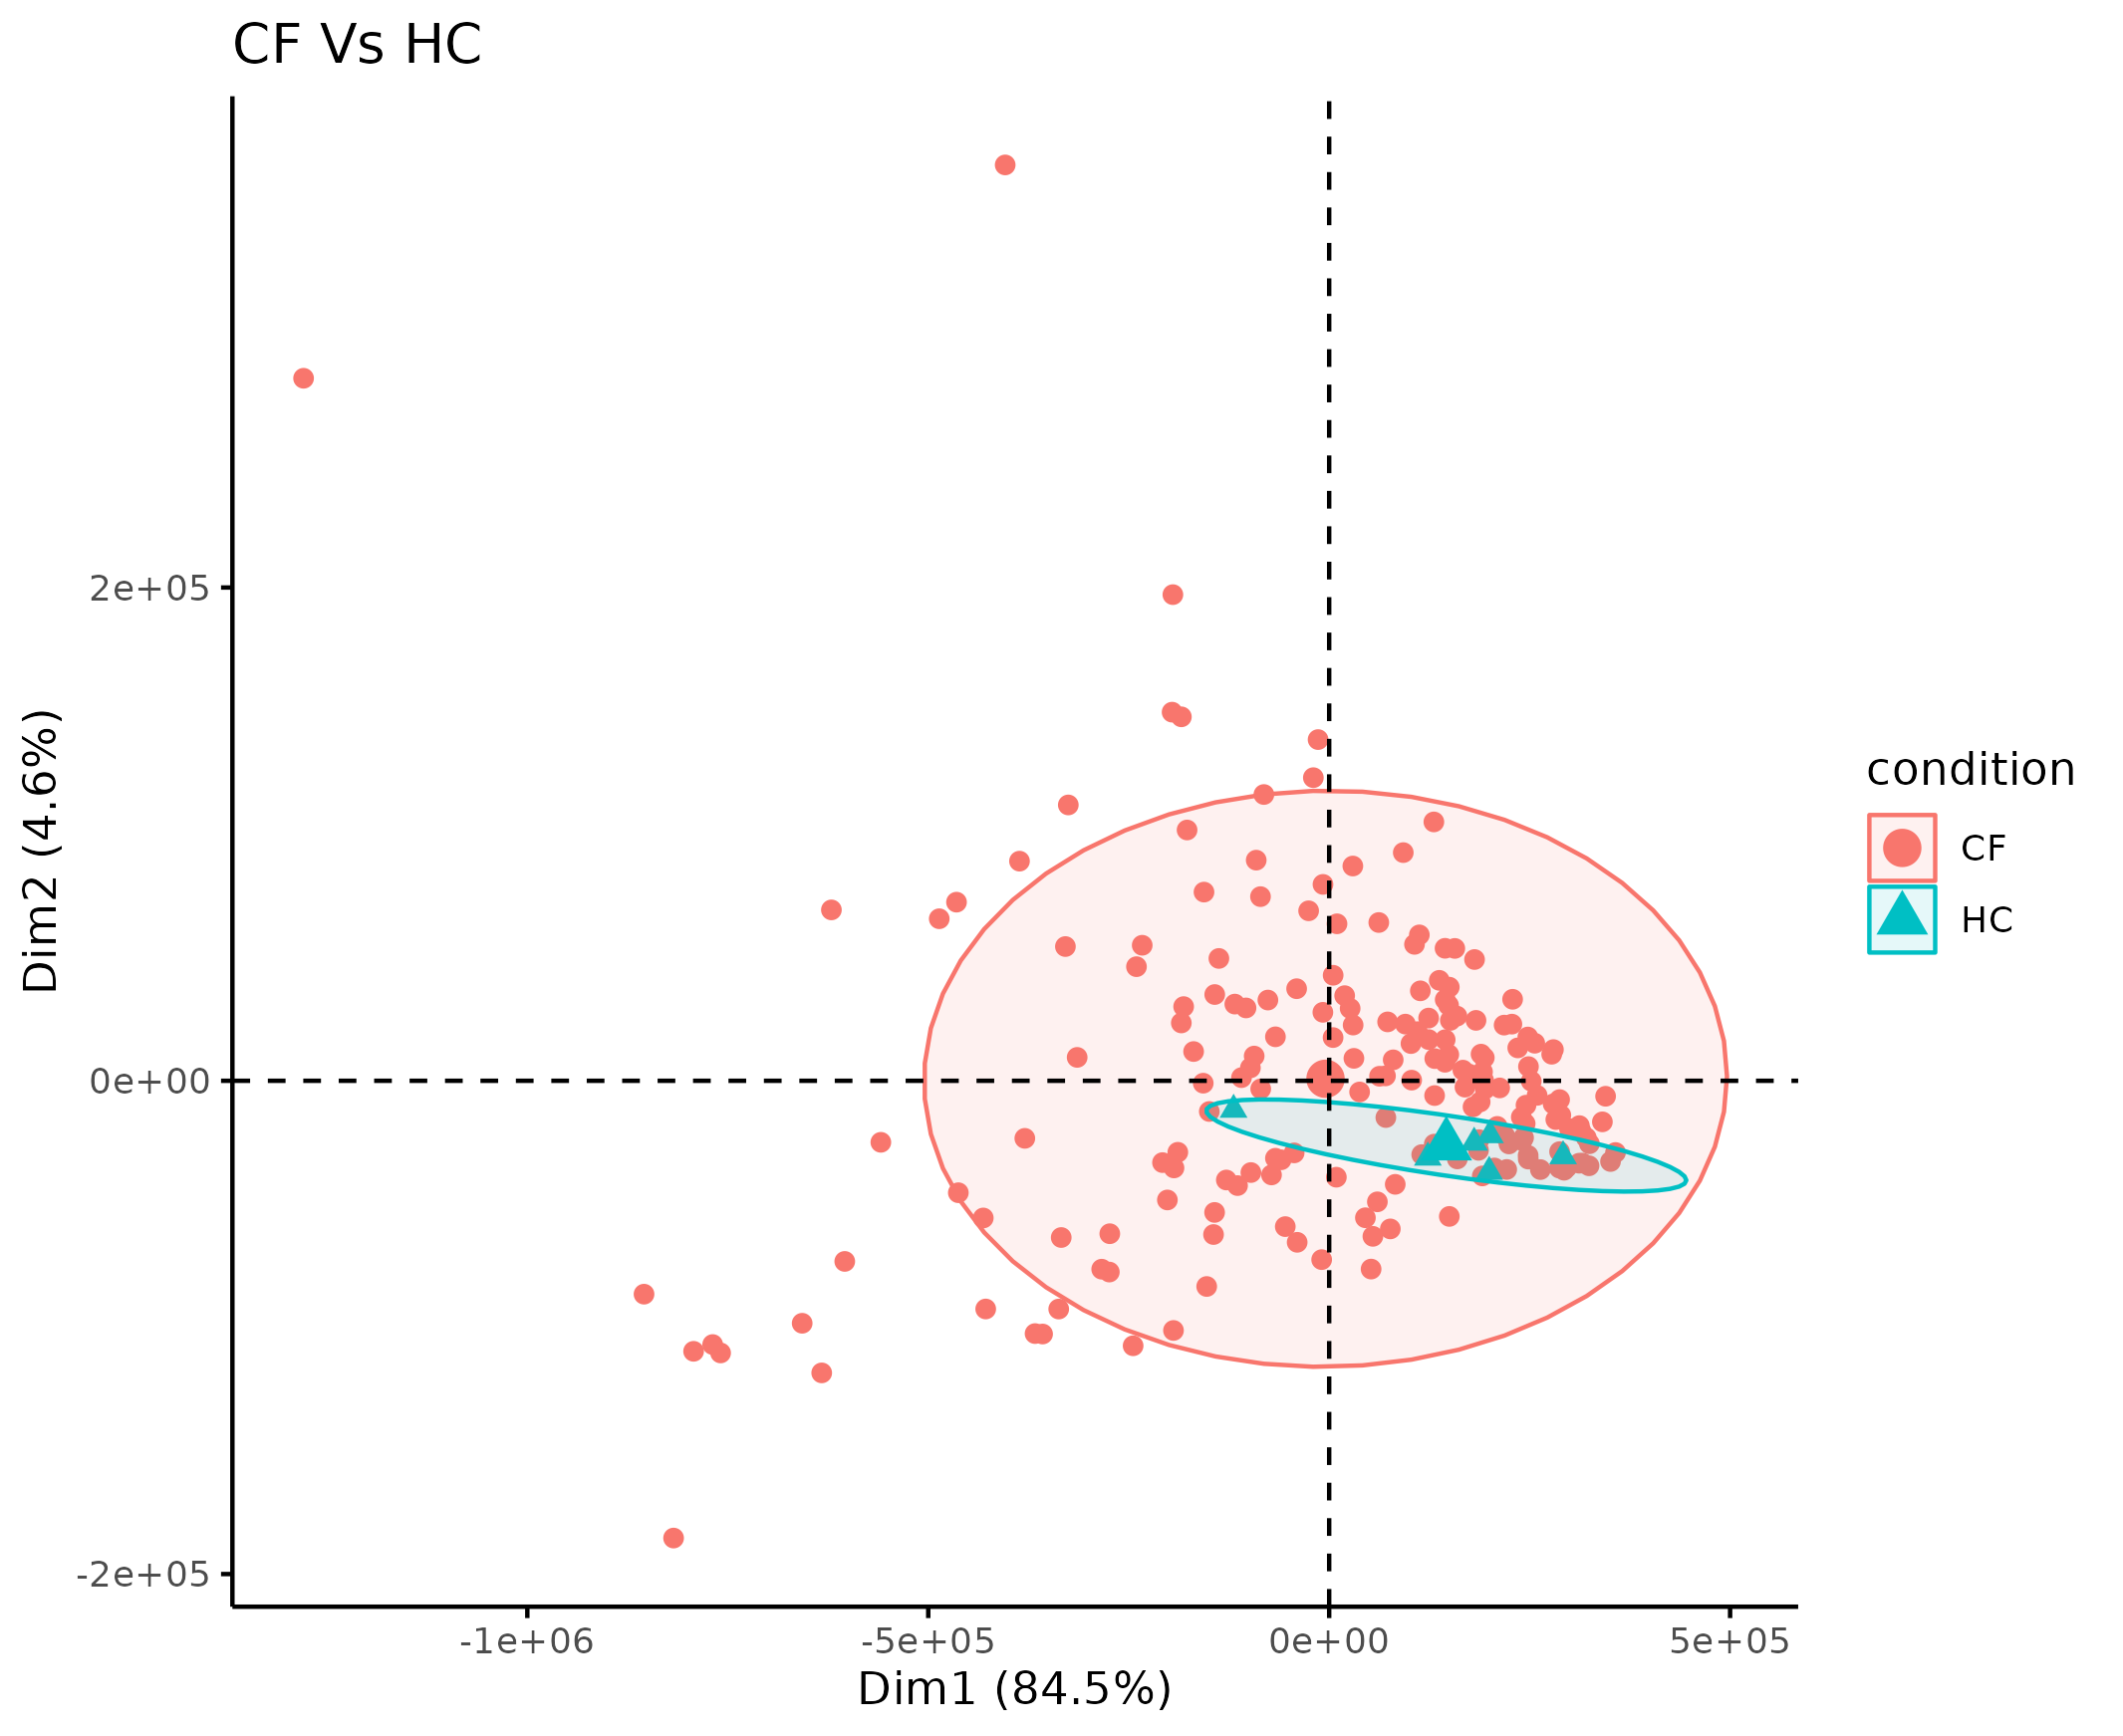 CF Vs HC
Dim2 (4.6%)
2e+05
0e+00
-2e+05
-1e+06
-5e+05
0e+00
5e+05
Dim1 (84.5%)
condition
CF
HC